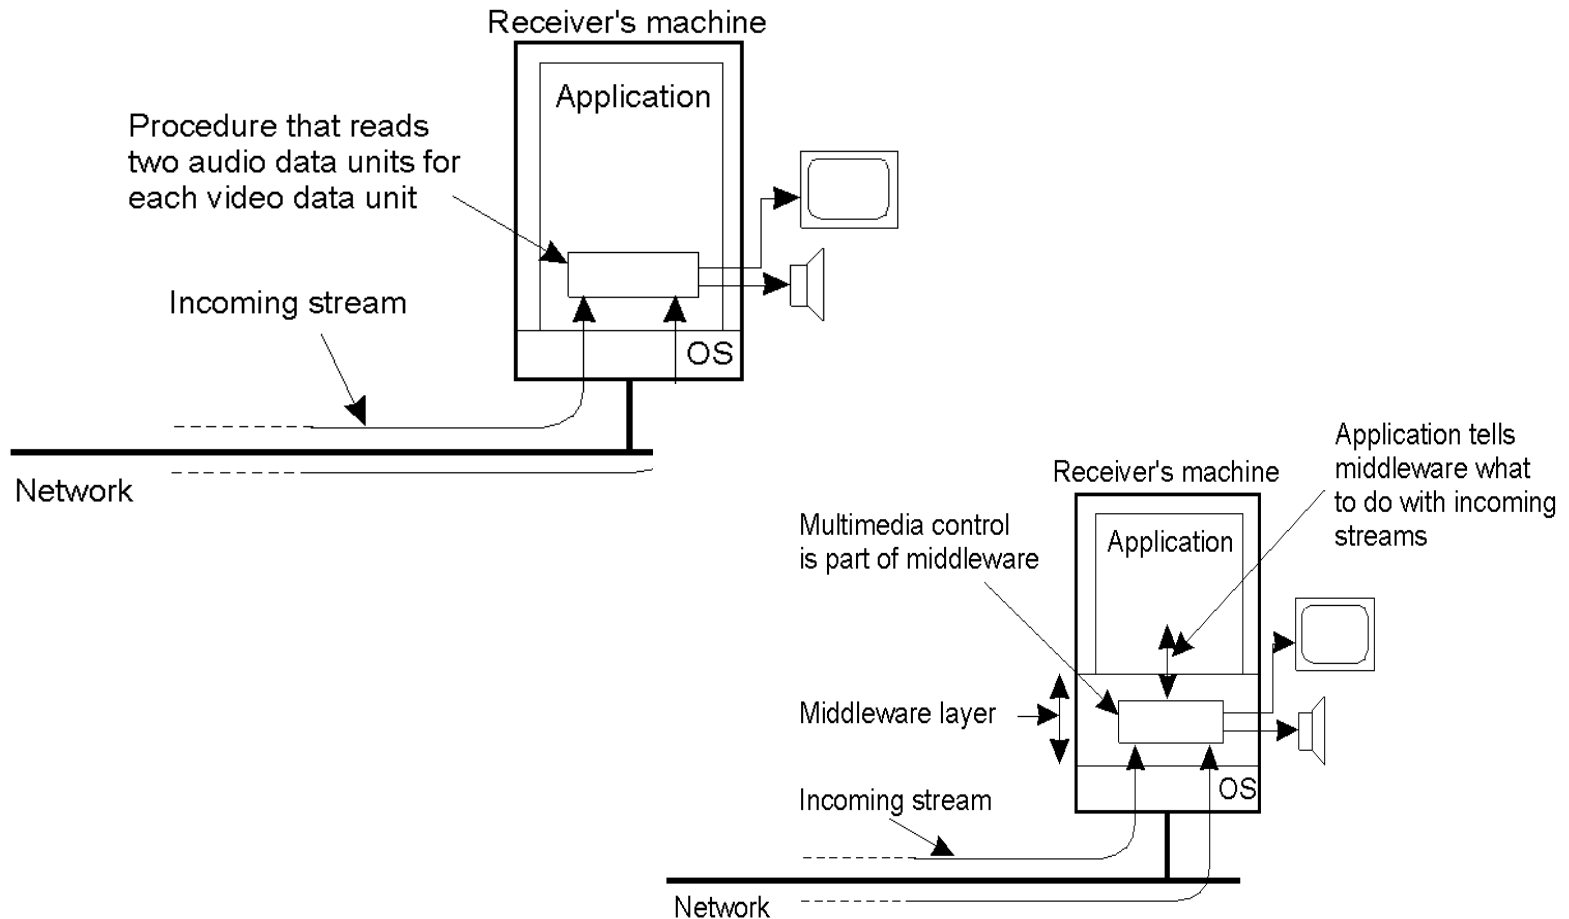 Receiver's machine
Application
Procedure that reads
two audio data units for
each video data unit
Incoming stream
OS
Network
Receiver's machine
Application tells
middleware what
to do with incoming
streams
Multimedia control
is part of middleware
Application
Middleware layer
OS
Incoming stream
Network